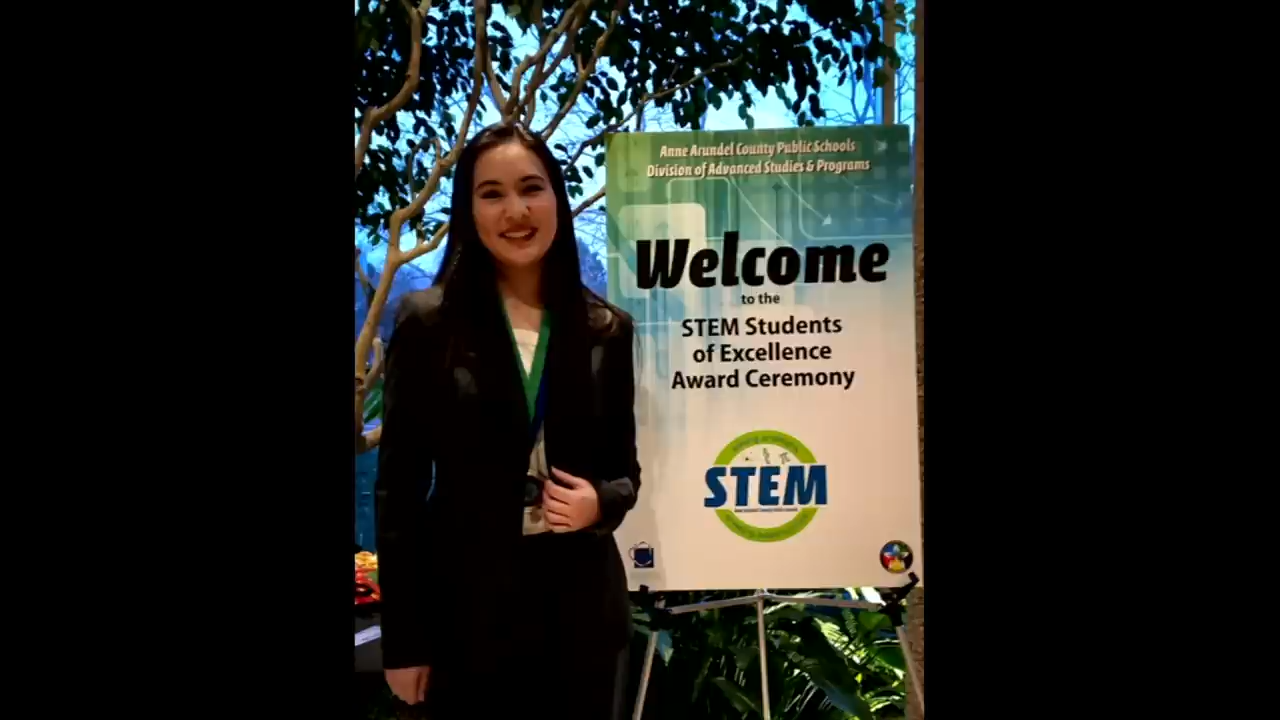 Anne Arundel County Public Schools
Division of Advanced Studies & Programs
Welcome
to the
STEM Students
of Excellence
Award Ceremony
STEM